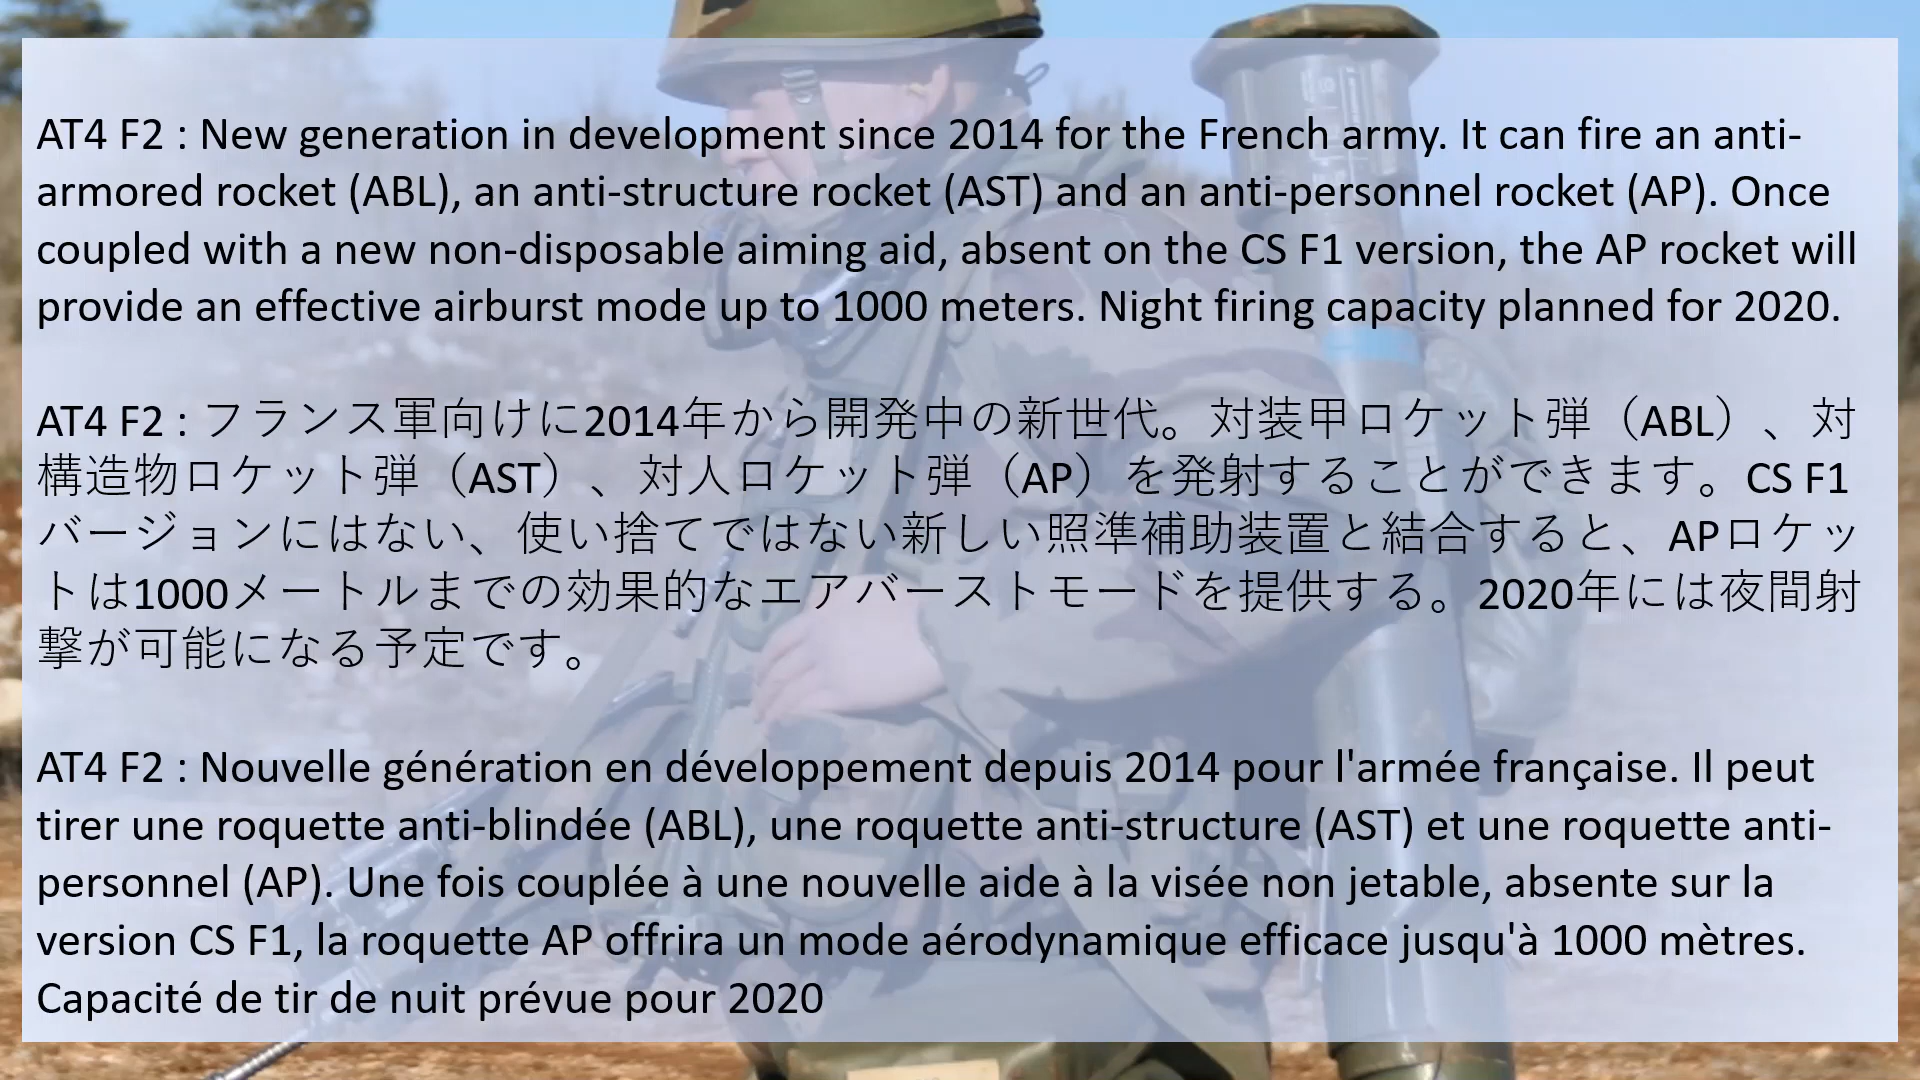 AT4 F2 : New generation in development since 2014 for the French army. It can fire an anti-
armored rocket (ABL), an anti-structure rocket (AST) and an anti-personnel rocket (AP). Once
coupled with a new non-disposable aiming aid, absent on the CS F1 version, the AP rocket will
provide an effective airburst mode up to 1000 meters. Night firing capacity planned for 2020.
AT4 F2 : フランス軍向けに2014年から開発中の新世代。対装甲ロケット弾（ABL）、対
構造物ロケット弾（AST）、対人ロケット弾（AP）を発射することができます。CS F1
バージョンにはない、使い捨てではない新しい照準補助装置と結合すると、APロケッ
トは1000メートルまでの効果的なエアバーストモードを提供する。2020年には夜間射
撃が可能になる予定です。
AT4 F2 : Nouvelle génération en développement depuis 2014 pour l'armée française. Il peut
tirer une roquette anti-blindée (ABL), une roquette anti-structure (AST) et une roquette anti-
personnel (AP). Une fois couplée à une nouvelle aide à la visée non jetable, absente sur la
version CS F1, la roquette AP offrira un mode aérodynamique efficace jusqu'à 1000 mètres.
Capacité de tir de nuit prévue pour 2020